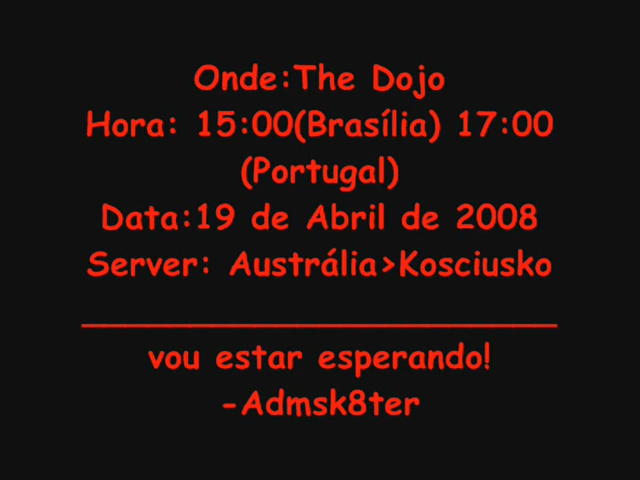 Onde:The Dojo
Hora: 15:00(Brasília) 17:00
(Portugal)
Data:19 de Abril de 2008
Server: Austrália>Kosciusko
______________________
vou estar esperando!
-Admsk8ter